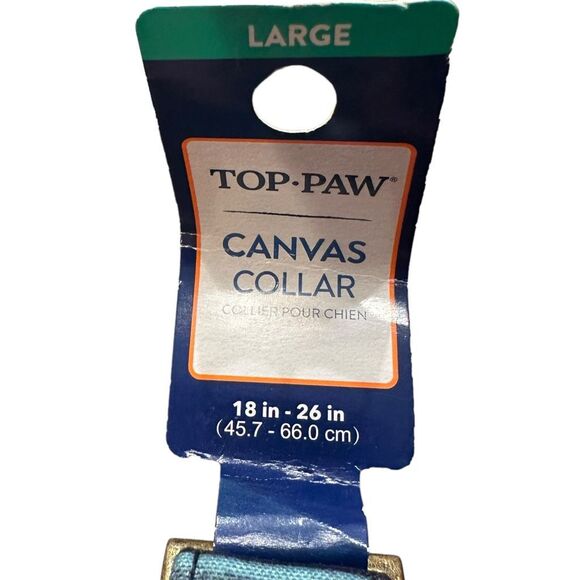 LARGE
TOP•PAW®
CANVAS
COLLAR
COLLIER POUR CHIEN
18 in - 26 in
(45.7 - 66.0 cm)